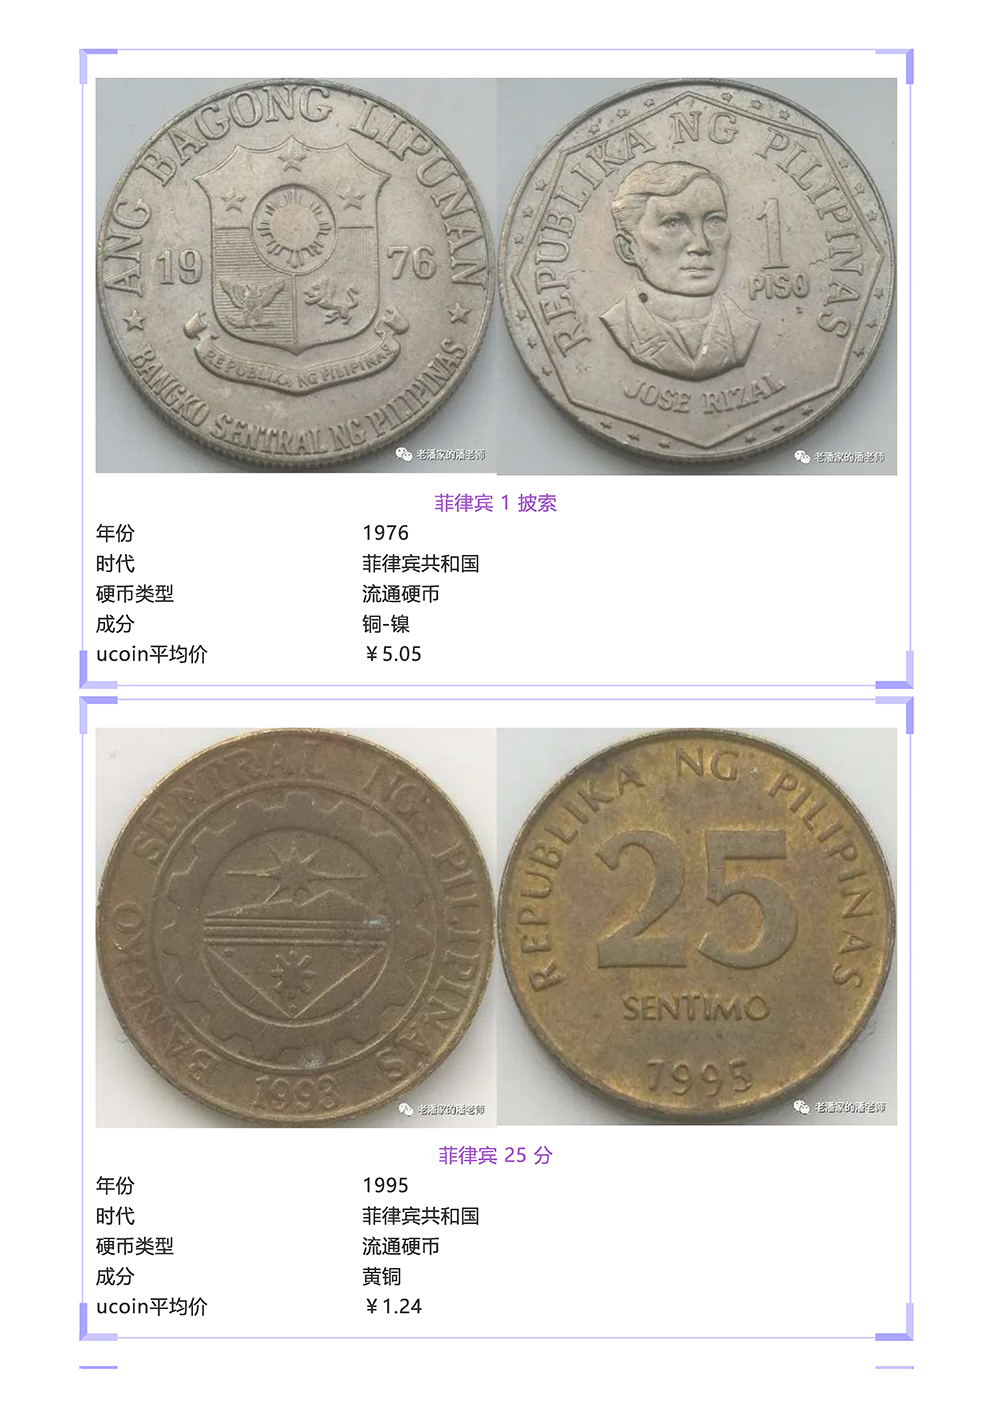 ANG BAGONG LIPUNAN
19 76
REPUBLIKA NG PILIPINAS
BANGKO SENTRAL NG PILIPINAS
老潘家的潘老师
REPUBLIKA NG PILIPINAS
1
PISO
JOSE RIZAL
老潘家的潘老师
菲律宾 1 披索
年份 1976
时代 菲律宾共和国
硬币类型 流通硬币
成分 铜-镍
ucoin平均价 ￥5.05
BANGKO SENTRAL NG PILIPINAS
1993
老潘家的潘老师
REPUBLIKA NG PILIPINAS
25
SENTIMO
1995
老潘家的潘老师
菲律宾 25 分
年份 1995
时代 菲律宾共和国
硬币类型 流通硬币
成分 黄铜
ucoin平均价 ￥1.24